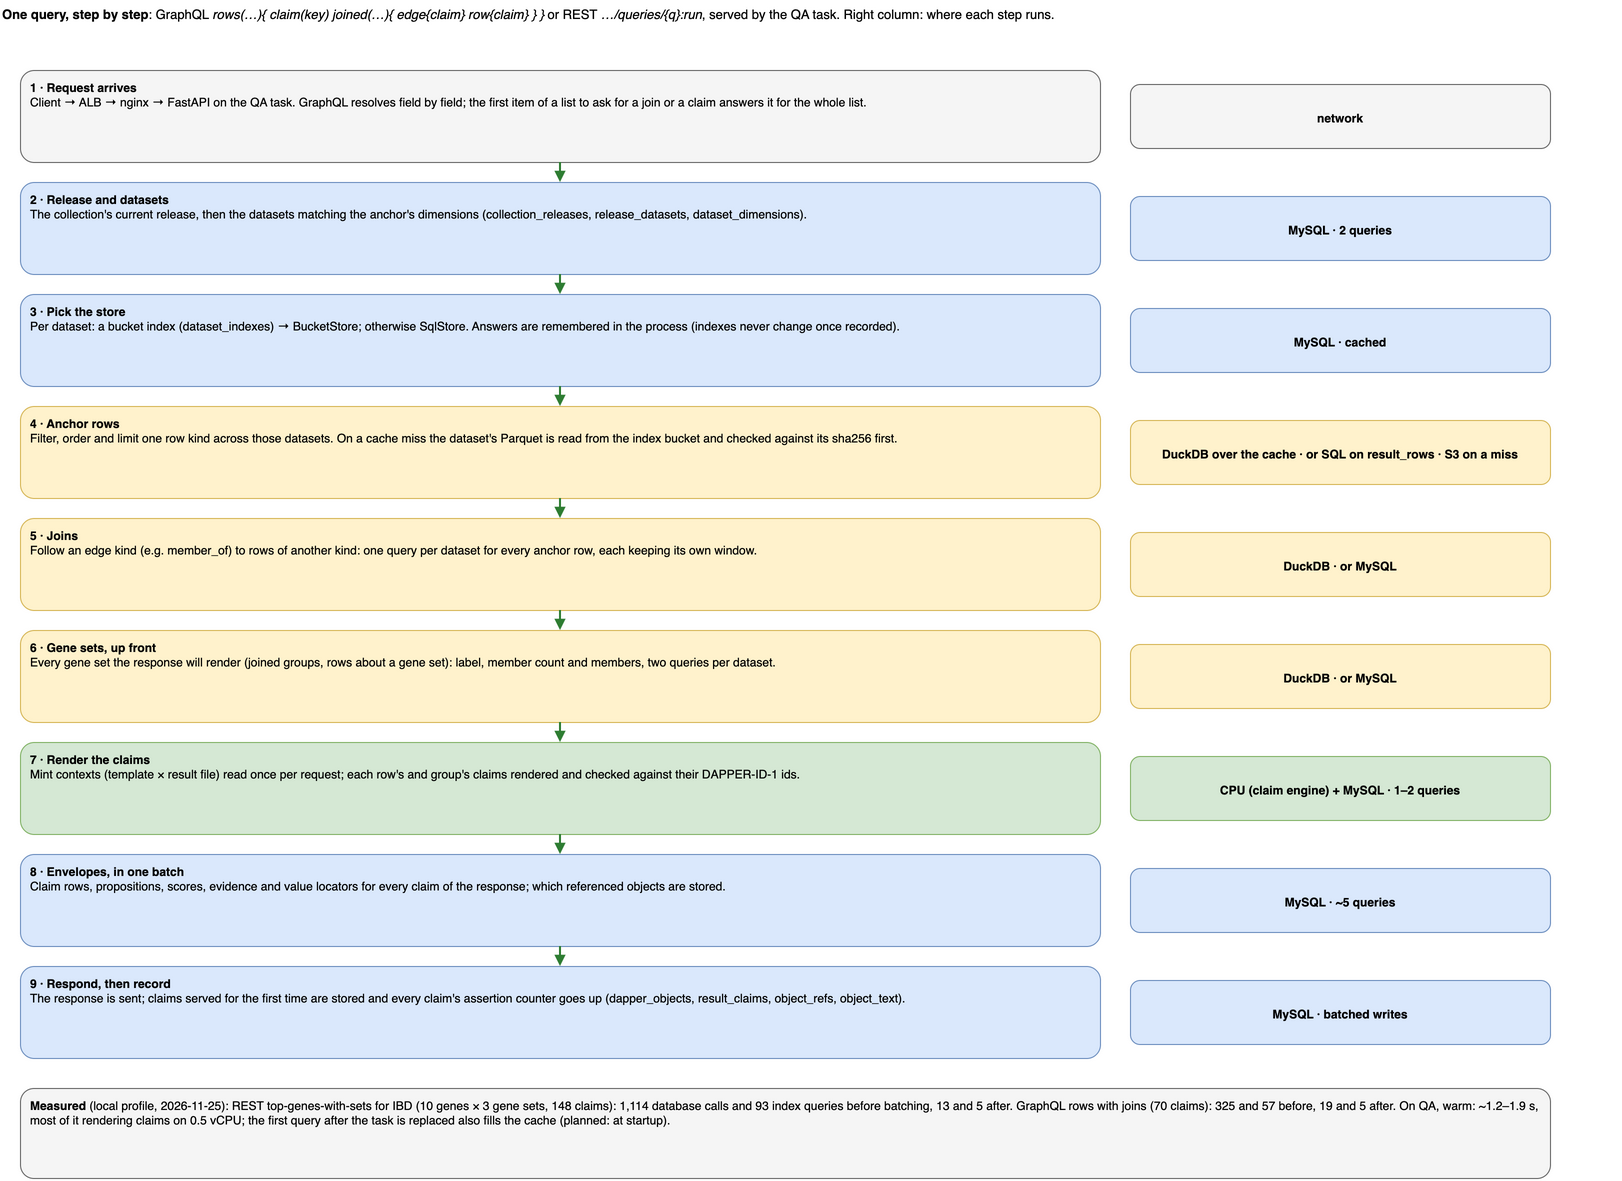 One query, step by step: GraphQL rows(…){ claim(key) joined(…){ edge{claim} row{claim} } } or REST …/queries/{q}:run, served by the QA task. Right column: where each step runs.
1 · Request arrives
Client → ALB → nginx → FastAPI on the QA task. GraphQL resolves field by field; the first item of a list to ask for a join or a claim answers it for the whole list.
network
2 · Release and datasets
The collection's current release, then the datasets matching the anchor's dimensions (collection_releases, release_datasets, dataset_dimensions).
MySQL · 2 queries
3 · Pick the store
Per dataset: a bucket index (dataset_indexes) → BucketStore; otherwise SqlStore. Answers are remembered in the process (indexes never change once recorded).
MySQL · cached
4 · Anchor rows
Filter, order and limit one row kind across those datasets. On a cache miss the dataset's Parquet is read from the index bucket and checked against its sha256 first.
DuckDB over the cache · or SQL on result_rows · S3 on a miss
5 · Joins
Follow an edge kind (e.g. member_of) to rows of another kind: one query per dataset for every anchor row, each keeping its own window.
DuckDB · or MySQL
6 · Gene sets, up front
Every gene set the response will render (joined groups, rows about a gene set): label, member count and members, two queries per dataset.
DuckDB · or MySQL
7 · Render the claims
Mint contexts (template × result file) read once per request; each row's and group's claims rendered and checked against their DAPPER-ID-1 ids.
CPU (claim engine) + MySQL · 1–2 queries
8 · Envelopes, in one batch
Claim rows, propositions, scores, evidence and value locators for every claim of the response; which referenced objects are stored.
MySQL · ~5 queries
9 · Respond, then record
The response is sent; claims served for the first time are stored and every claim's assertion counter goes up (dapper_objects, result_claims, object_refs, object_text).
MySQL · batched writes
Measured (local profile, 2026-11-25): REST top-genes-with-sets for IBD (10 genes × 3 gene sets, 148 claims): 1,114 database calls and 93 index queries before batching, 13 and 5 after. GraphQL rows with joins (70 claims): 325 and 57 before, 19 and 5 after. On QA, warm: ~1.2–1.9 s,
most of it rendering claims on 0.5 vCPU; the first query after the task is replaced also fills the cache (planned: at startup).